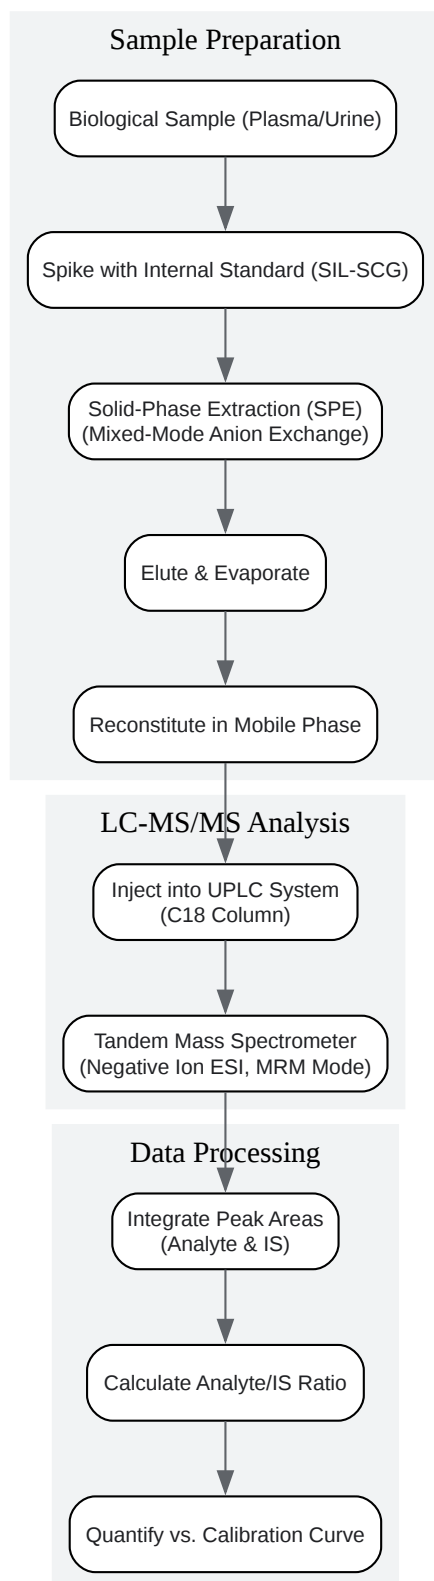 Sample Preparation
Biological Sample (Plasma/Urine)
Spike with Internal Standard (SIL-SCG)
Solid-Phase Extraction (SPE)
(Mixed-Mode Anion Exchange)
Elute & Evaporate
Reconstitute in Mobile Phase
LC-MS/MS Analysis
Inject into UPLC System
(C18 Column)
Tandem Mass Spectrometer
(Negative Ion ESI, MRM Mode)
Data Processing
Integrate Peak Areas
(Analyte & IS)
Calculate Analyte/IS Ratio
Quantify vs. Calibration Curve